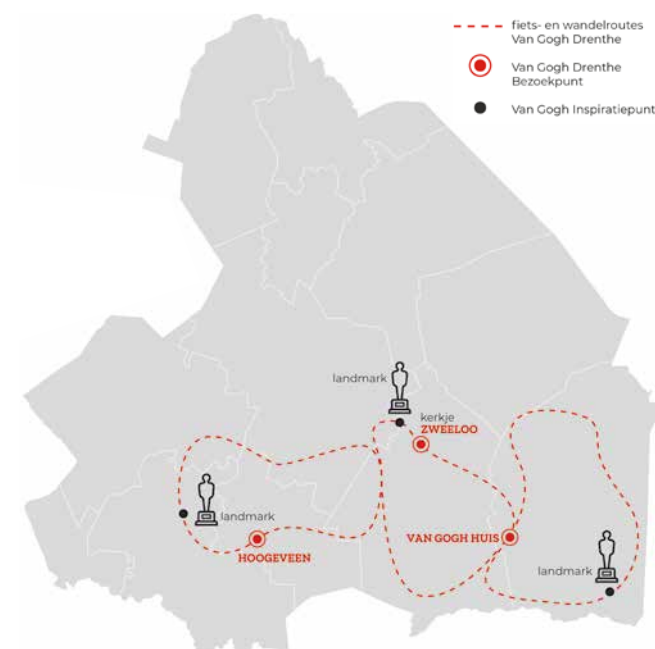 fiets- en wandelroutes
Van Gogh Drenthe
Van Gogh Drenthe
Bezoekpunt
Van Gogh Inspiratiepunt
landmark
kerkje
ZWEELOO
landmark
HOOGEVEEN
VAN GOGH HUIS
landmark